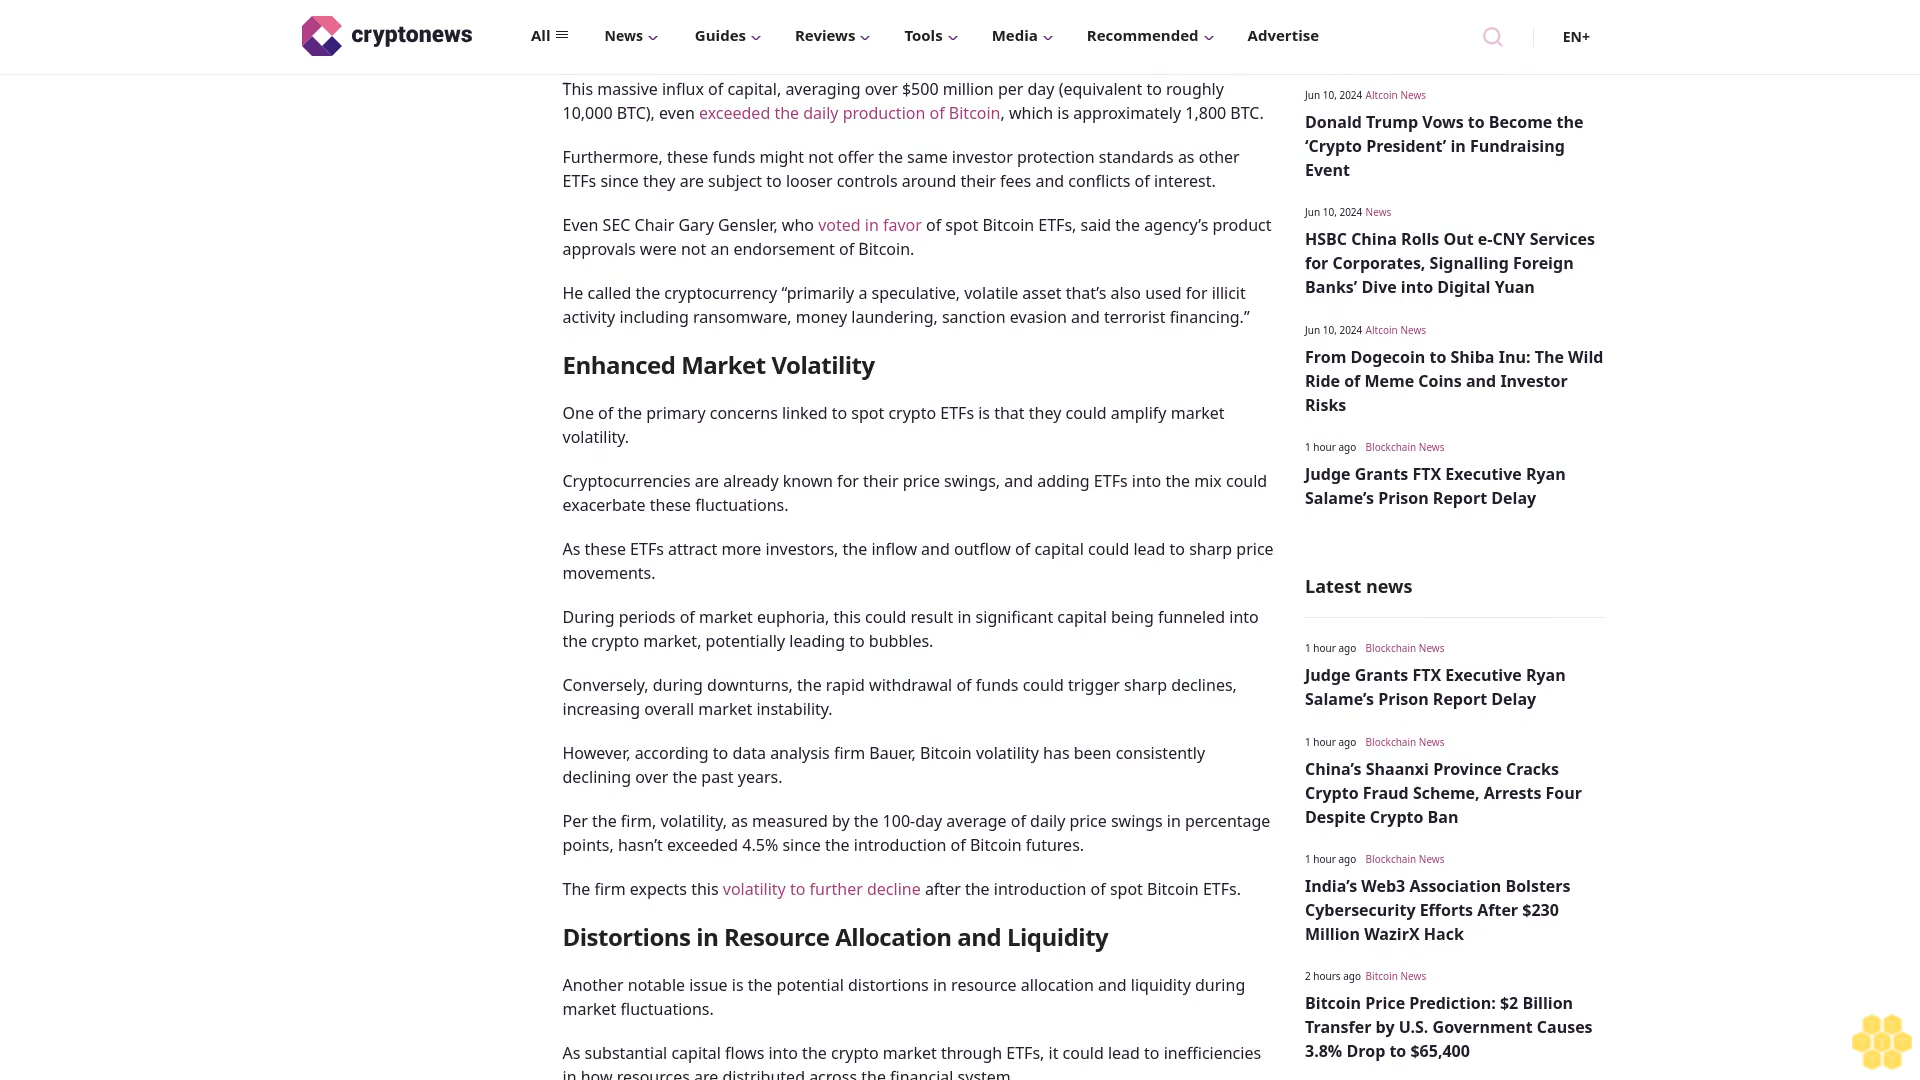 cryptonews
All
News
Guides
Reviews
Tools
Media
Recommended
Advertise
EN+
This massive influx of capital, averaging over $500 million per day (equivalent to roughly
10,000 BTC), even exceeded the daily production of Bitcoin, which is approximately 1,800 BTC.
Furthermore, these funds might not offer the same investor protection standards as other
ETFs since they are subject to looser controls around their fees and conflicts of interest.
Even SEC Chair Gary Gensler, who voted in favor of spot Bitcoin ETFs, said the agency’s product
approvals were not an endorsement of Bitcoin.
He called the cryptocurrency “primarily a speculative, volatile asset that’s also used for illicit
activity including ransomware, money laundering, sanction evasion and terrorist financing.”
Enhanced Market Volatility
One of the primary concerns linked to spot crypto ETFs is that they could amplify market
volatility.
Cryptocurrencies are already known for their price swings, and adding ETFs into the mix could
exacerbate these fluctuations.
As these ETFs attract more investors, the inflow and outflow of capital could lead to sharp price
movements.
During periods of market euphoria, this could result in significant capital being funneled into
the crypto market, potentially leading to bubbles.
Conversely, during downturns, the rapid withdrawal of funds could trigger sharp declines,
increasing overall market instability.
However, according to data analysis firm Bauer, Bitcoin volatility has been consistently
declining over the past years.
Per the firm, volatility, as measured by the 100-day average of daily price swings in percentage
points, hasn’t exceeded 4.5% since the introduction of Bitcoin futures.
The firm expects this volatility to further decline after the introduction of spot Bitcoin ETFs.
Distortions in Resource Allocation and Liquidity
Another notable issue is the potential distortions in resource allocation and liquidity during
market fluctuations.
As substantial capital flows into the crypto market through ETFs, it could lead to inefficiencies
in how resources are distributed across the financial system.
Jun 10, 2024 Altcoin News
Donald Trump Vows to Become the
‘Crypto President’ in Fundraising
Event
Jun 10, 2024 News
HSBC China Rolls Out e-CNY Services
for Corporates, Signalling Foreign
Banks’ Dive into Digital Yuan
Jun 10, 2024 Altcoin News
From Dogecoin to Shiba Inu: The Wild
Ride of Meme Coins and Investor
Risks
1 hour ago Blockchain News
Judge Grants FTX Executive Ryan
Salame’s Prison Report Delay
Latest news
1 hour ago Blockchain News
Judge Grants FTX Executive Ryan
Salame’s Prison Report Delay
1 hour ago Blockchain News
China’s Shaanxi Province Cracks
Crypto Fraud Scheme, Arrests Four
Despite Crypto Ban
1 hour ago Blockchain News
India’s Web3 Association Bolsters
Cybersecurity Efforts After $230
Million WazirX Hack
2 hours ago Bitcoin News
Bitcoin Price Prediction: $2 Billion
Transfer by U.S. Government Causes
3.8% Drop to $65,400